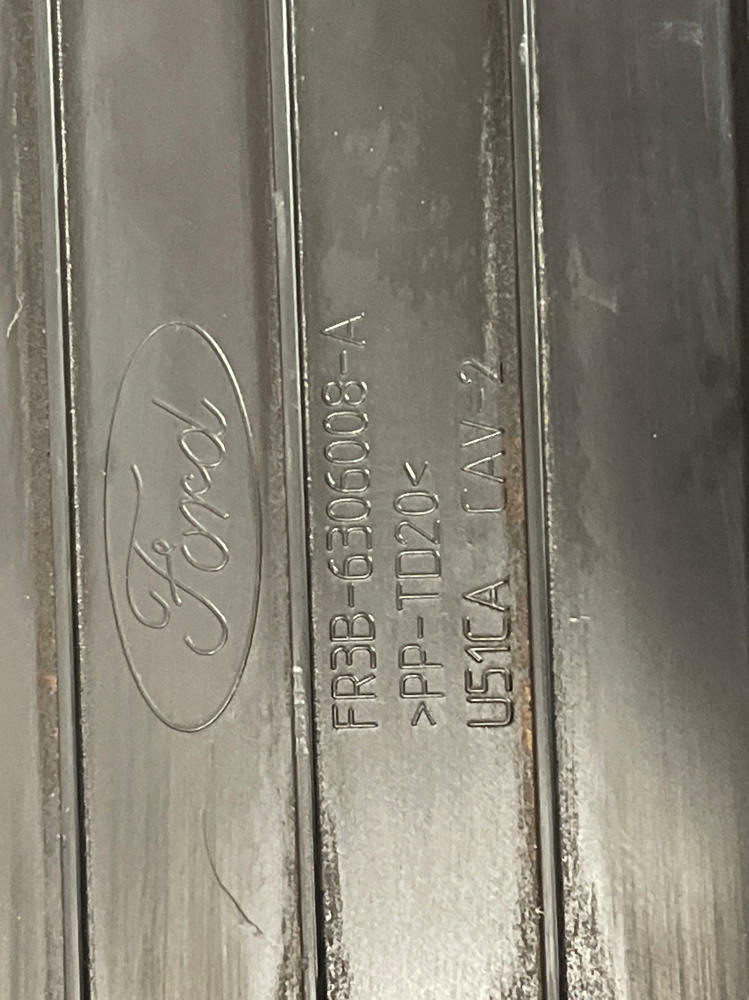 Ford
FR3B-6306008-A
>PP-TD20<
U51CA CAV-2